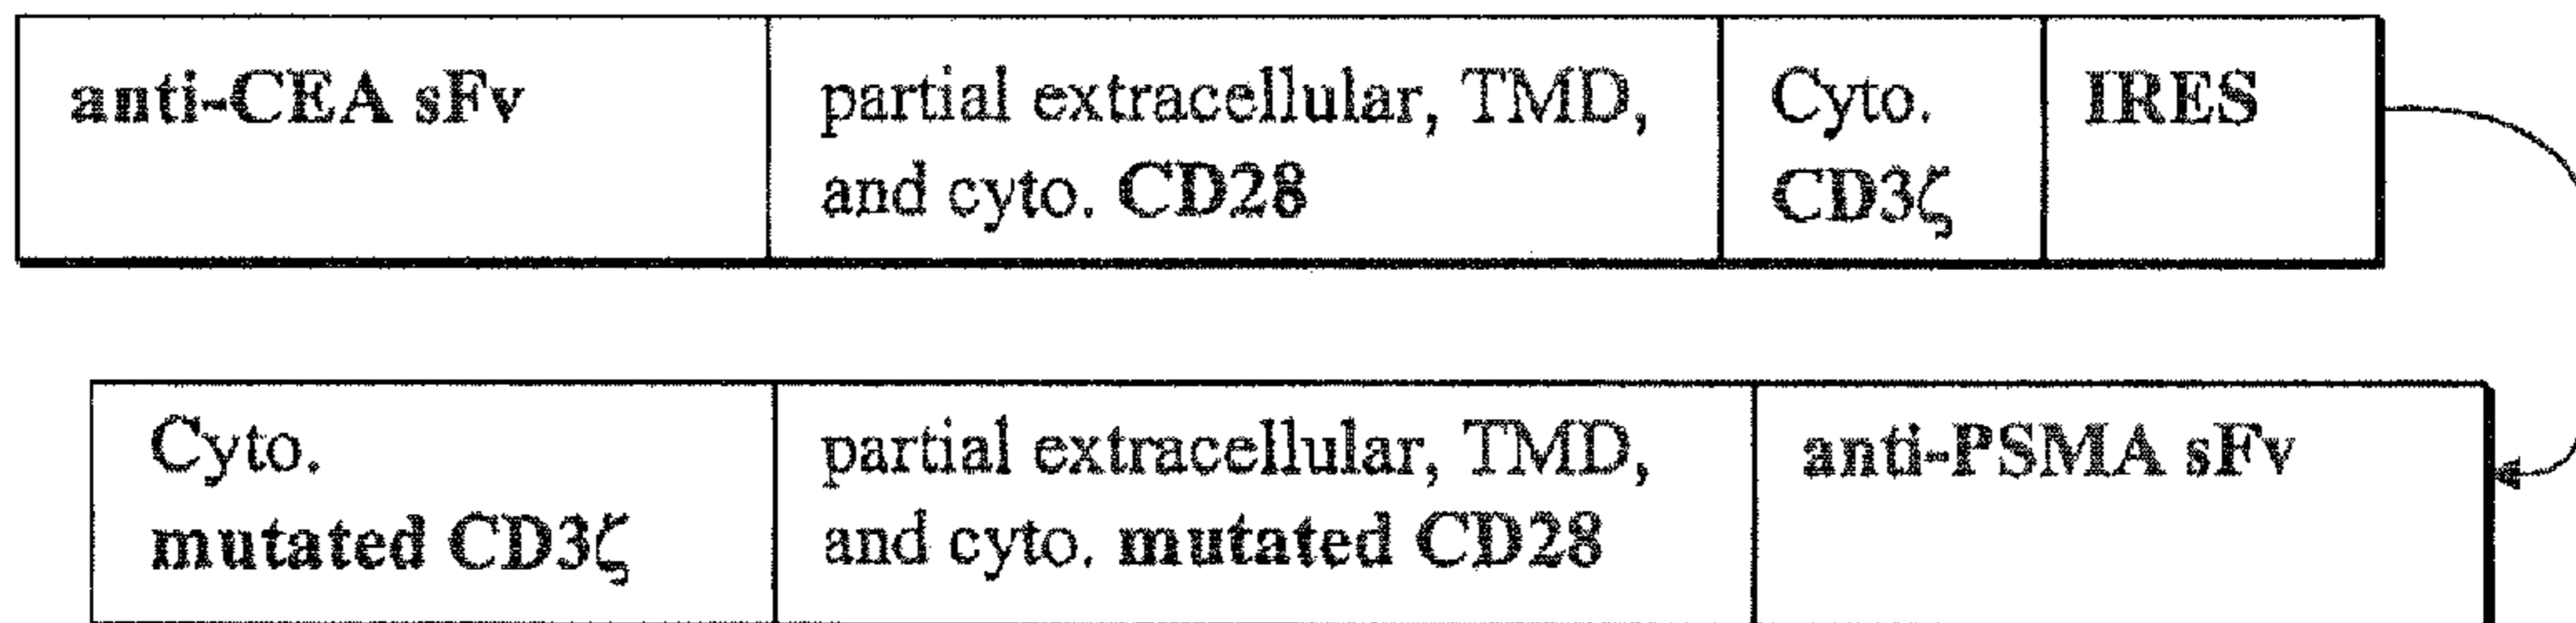 anti-CEA sFv
partial extracellular, TMD,
and cyto. CD28
Cyto.
CD3ζ
IRES
Cyto.
mutated CD3ζ
partial extracellular, TMD,
and cyto. mutated CD28
anti-PSMA sFv